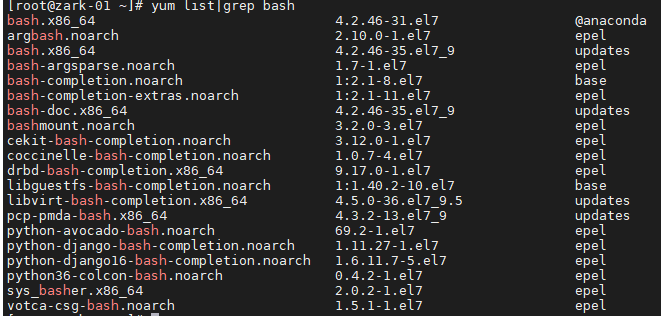 [root@zark-01 ~]# yum list|grep bash
bash.x86_64 4.2.46-31.el7 @anaconda
argbash.noarch 2.10.0-1.el7 epel
bash.x86_64 4.2.46-35.el7_9 updates
bash-argsparse.noarch 1.7-1.el7 epel
bash-completion.noarch 1:2.1-8.el7 base
bash-completion-extras.noarch 1:2.1-11.el7 epel
bash-doc.x86_64 4.2.46-35.el7_9 updates
bashmount.noarch 3.2.0-3.el7 epel
cekit-bash-completion.noarch 3.12.0-1.el7 epel
coccinelle-bash-completion.noarch 1.0.7-4.el7 epel
drbd-bash-completion.x86_64 9.17.0-1.el7 epel
libguestfs-bash-completion.noarch 1:1.40.2-10.el7 base
libvirt-bash-completion.x86_64 4.5.0-36.el7_9.5 updates
pcp-pmda-bash.x86_64 4.3.2-13.el7_9 updates
python-avocado-bash.noarch 69.2-1.el7 epel
python-django-bash-completion.noarch 1.11.27-1.el7 epel
python-django16-bash-completion.noarch 1.6.11.7-5.el7 epel
python36-colcon-bash.noarch 0.4.2-1.el7 epel
sys_basher.x86_64 2.0.2-1.el7 epel
votca-csg-bash.noarch 1.5.1-1.el7 epel